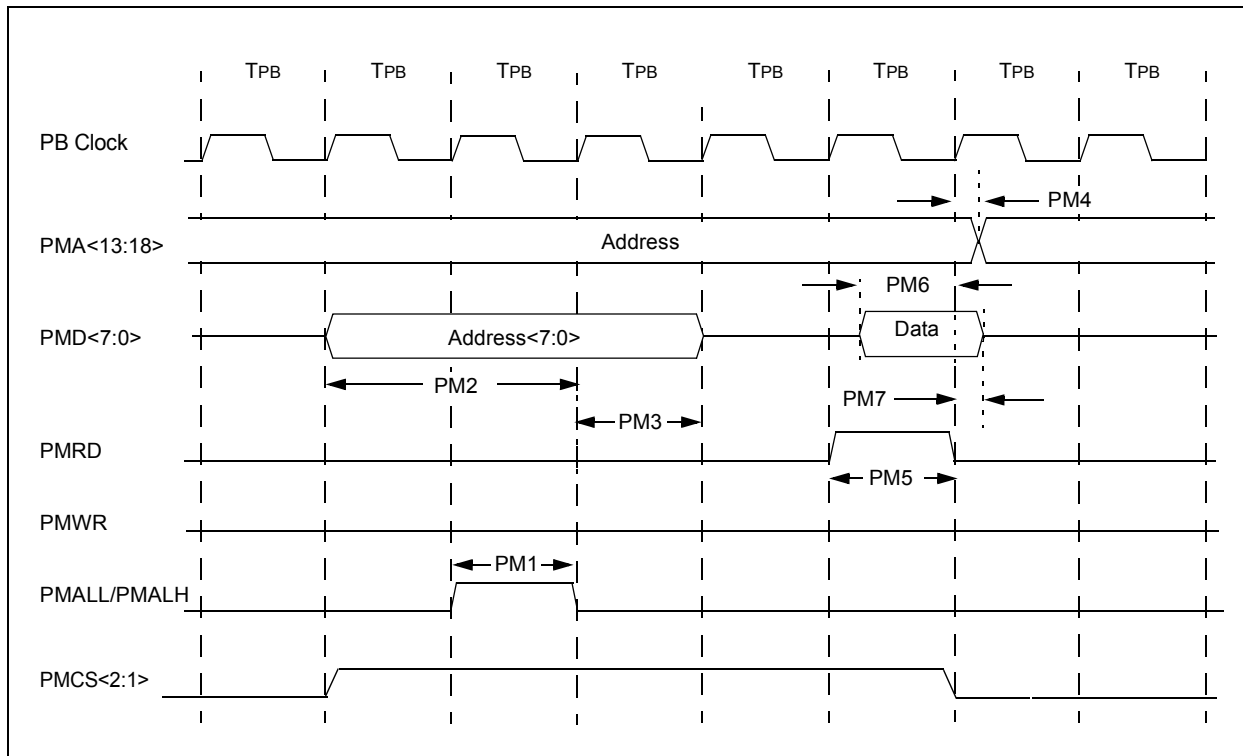 TPB TPB TPB TPB TPB TPB TPB TPB
PB Clock
PM4
PMA<13:18>
Address
PM6
PMD<7:0>
Address<7:0>
Data
PM2
PM7
PM3
PMRD
PM5
PMWR
PM1
PMALL/PMALH
PMCS<2:1>